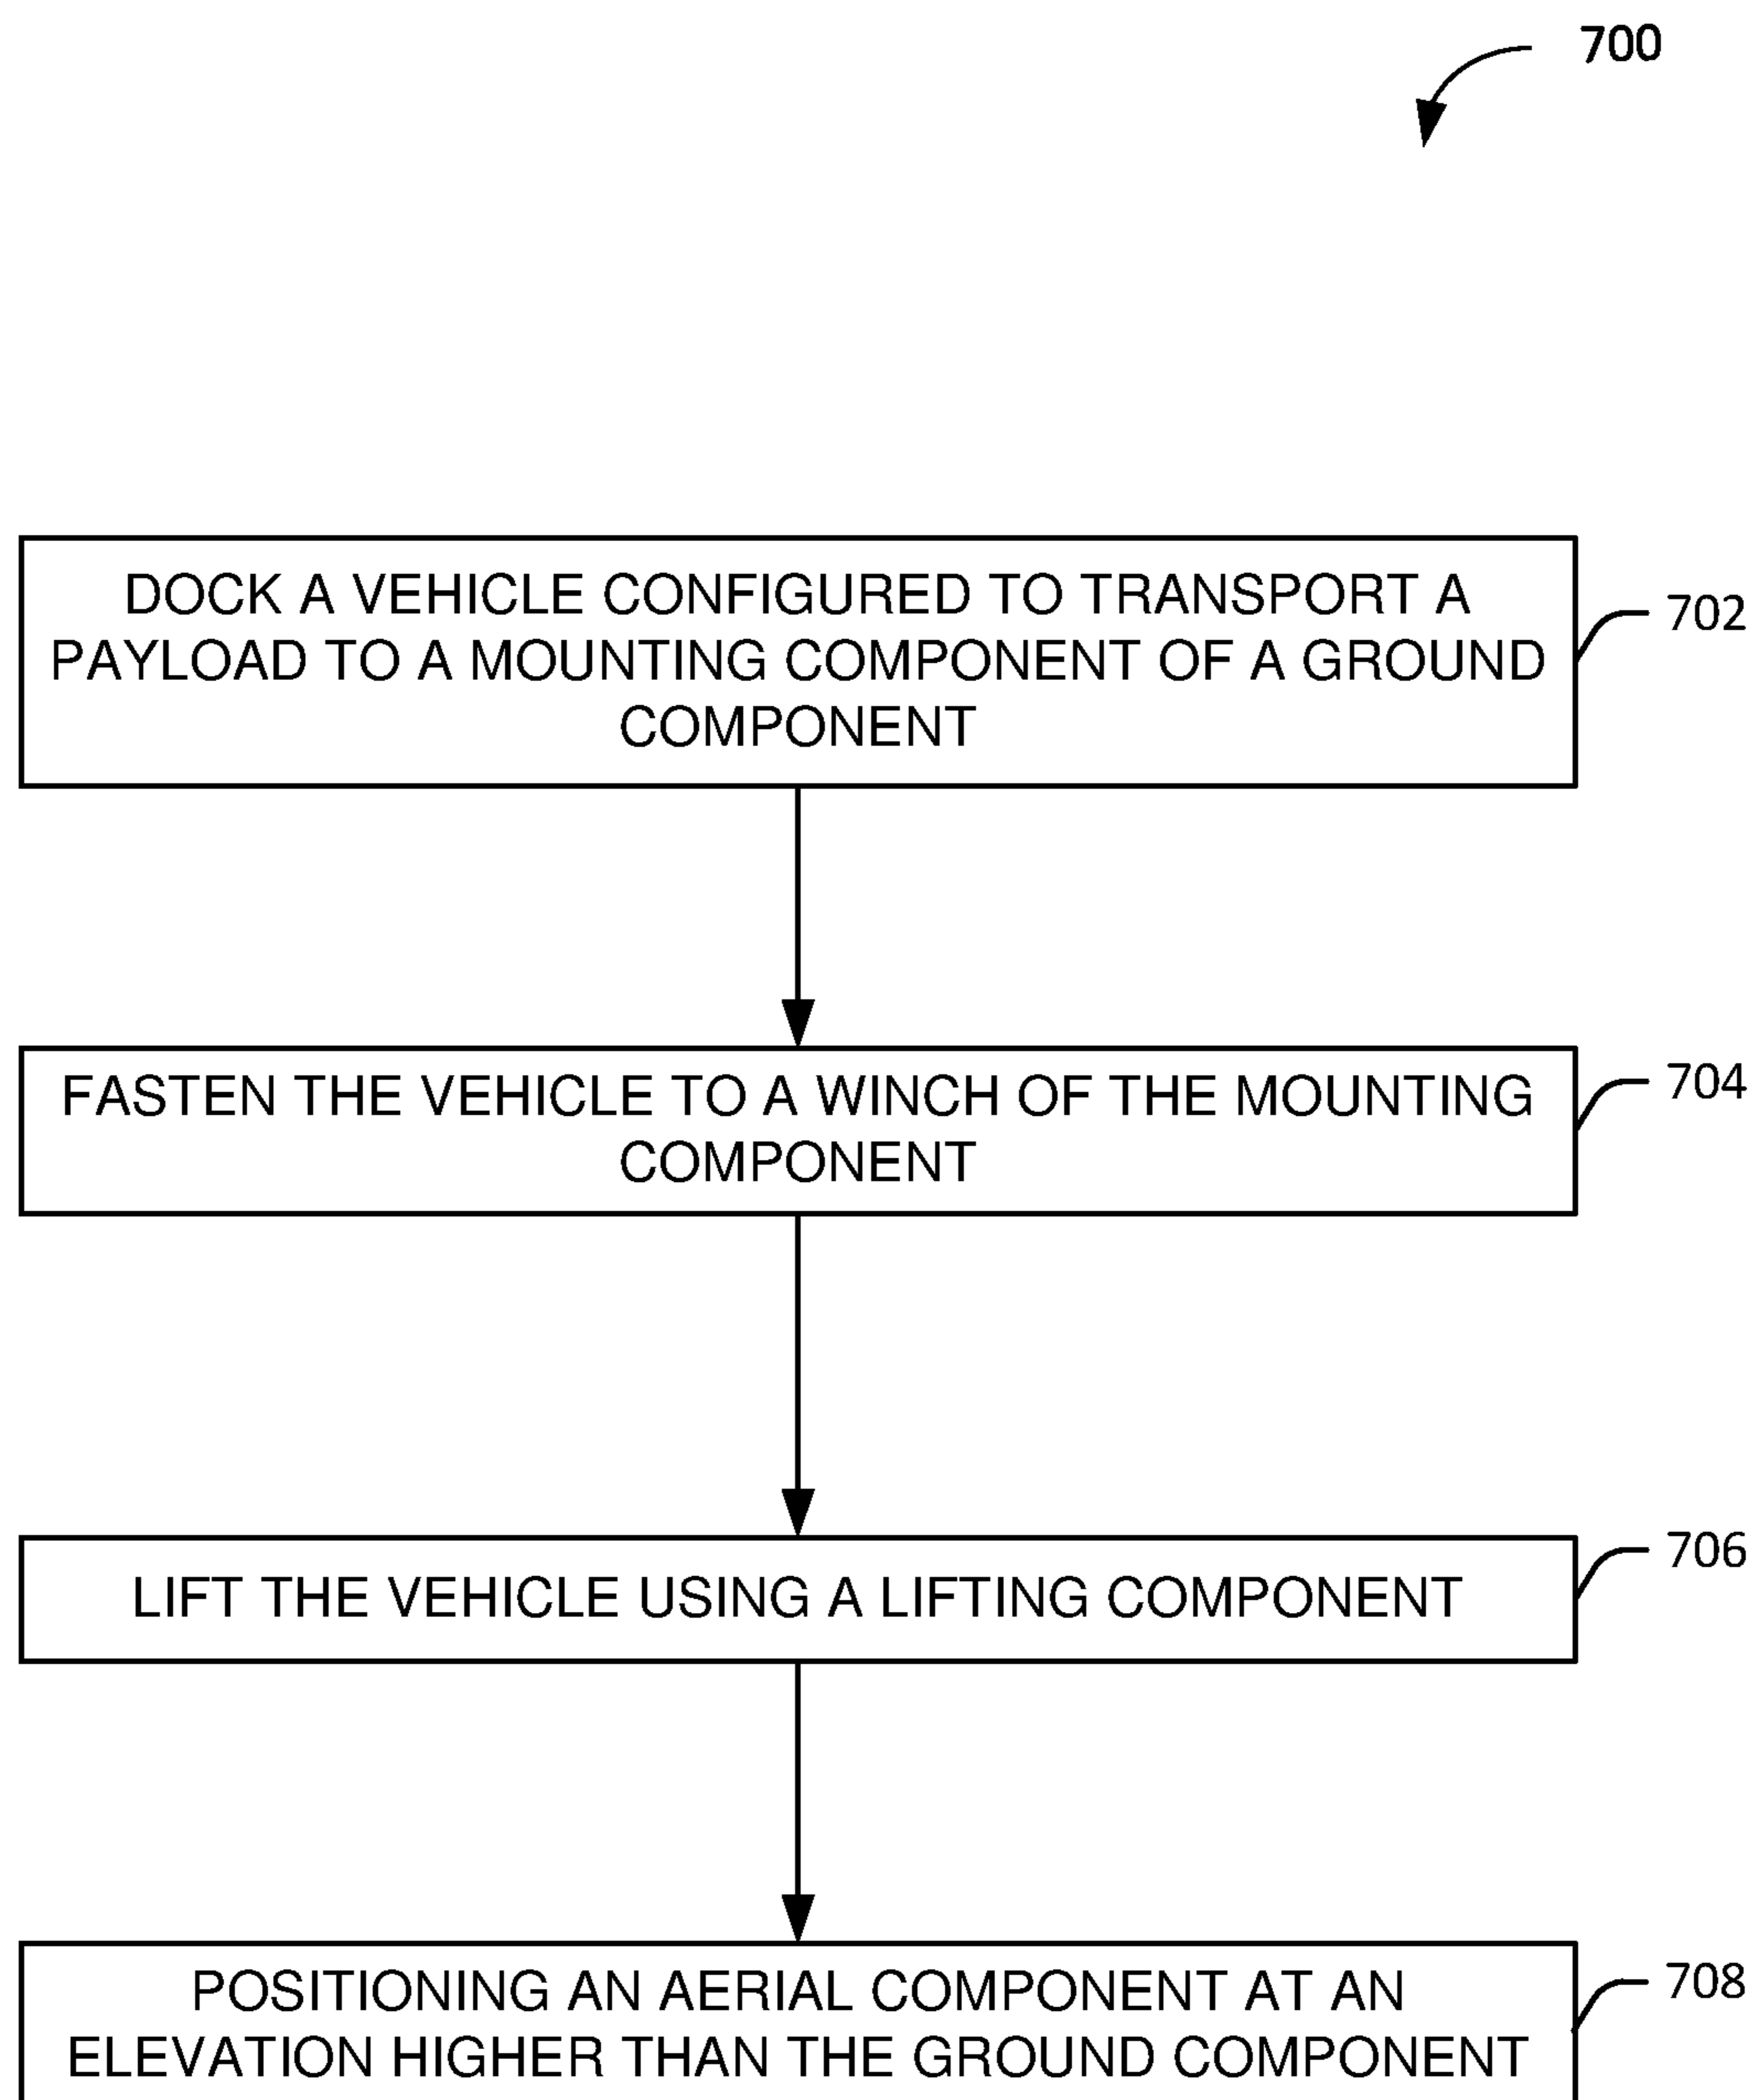 700
DOCK A VEHICLE CONFIGURED TO TRANSPORT A
PAYLOAD TO A MOUNTING COMPONENT OF A GROUND
COMPONENT
702
FASTEN THE VEHICLE TO A WINCH OF THE MOUNTING
COMPONENT
704
LIFT THE VEHICLE USING A LIFTING COMPONENT
706
POSITIONING AN AERIAL COMPONENT AT AN
ELEVATION HIGHER THAN THE GROUND COMPONENT
708